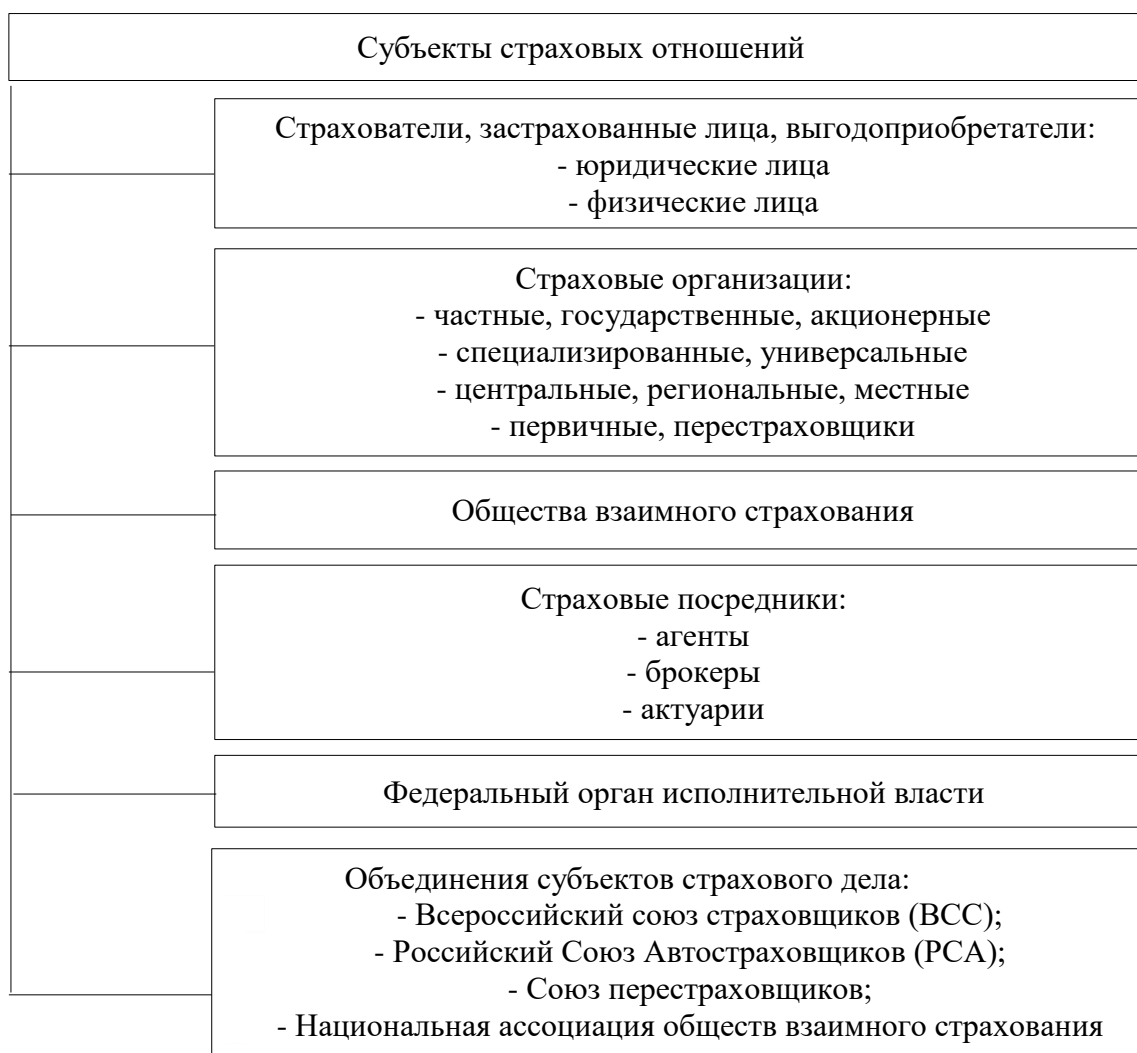 Субъекты страховых отношений
Страхователи, застрахованные лица, выгодоприобретатели:
- юридические лица
- физические лица
Страховые организации:
- частные, государственные, акционерные
- специализированные, универсальные
- центральные, региональные, местные
- первичные, перестраховщики
Общества взаимного страхования
Страховые посредники:
- агенты
- брокеры
- актуарии
Федеральный орган исполнительной власти
Объединения субъектов страхового дела:
- Всероссийский союз страховщиков (ВСС);
- Российский Союз Автостраховщиков (РСА);
- Союз перестраховщиков;
- Национальная ассоциация обществ взаимного страхования